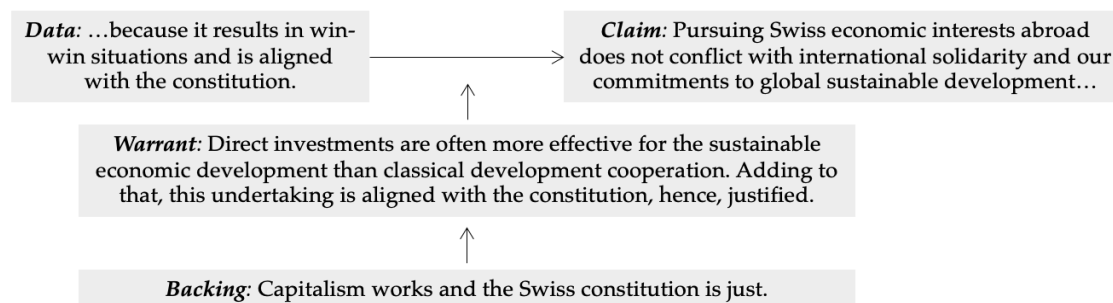 Data: …because it results in win-
win situations and is aligned
with the constitution.
Claim: Pursuing Swiss economic interests abroad
does not conflict with international solidarity and our
commitments to global sustainable development…
Warrant: Direct investments are often more effective for the sustainable
economic development than classical development cooperation. Adding to
that, this undertaking is aligned with the constitution, hence, justified.
Backing: Capitalism works and the Swiss constitution is just.